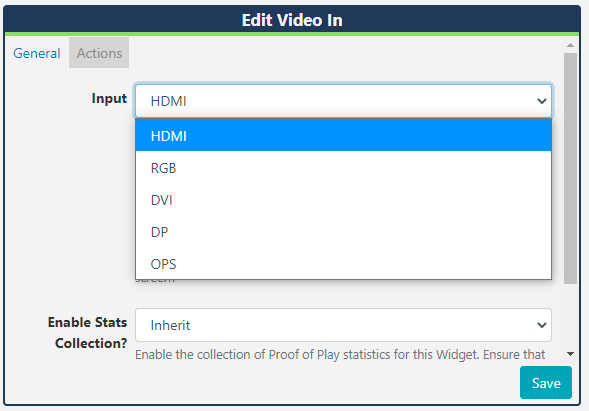 Edit Video In
General Actions
Input HDMI
HDMI
RGB
DVI
DP
OPS
screen
Enable Stats Collection? Inherit
Enable the collection of Proof of Play statistics for this Widget. Ensure that
Save